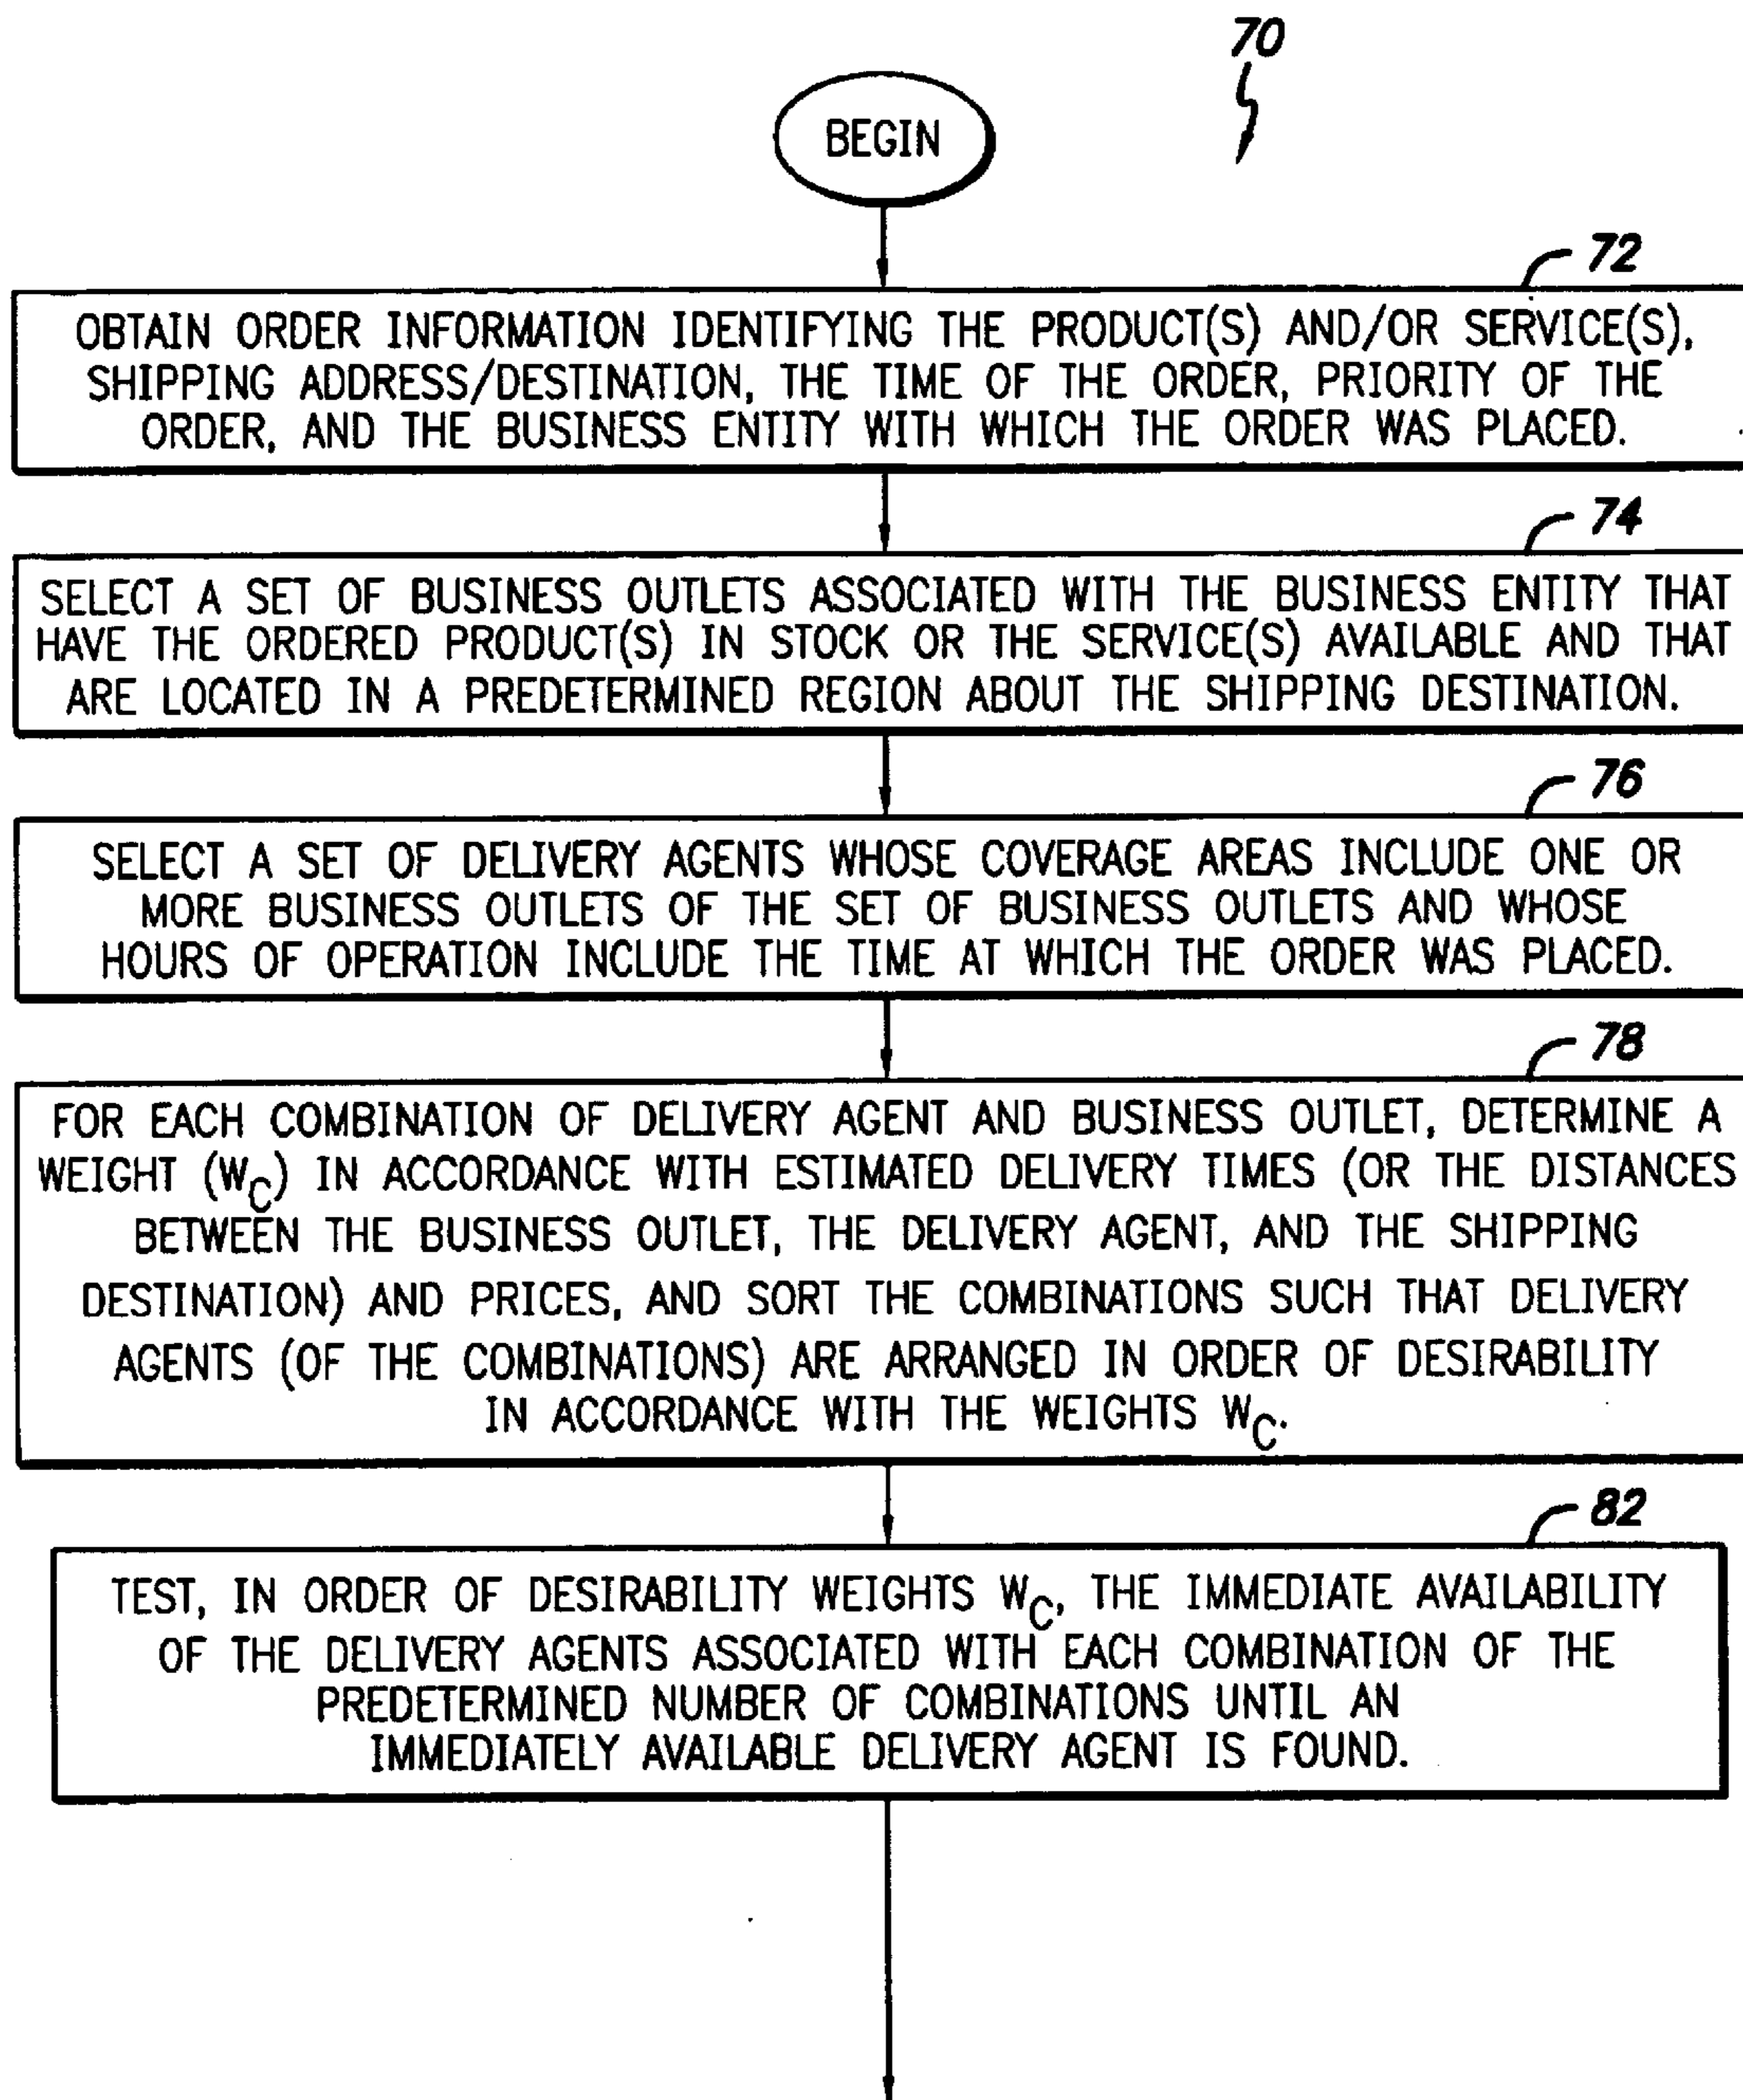 70
BEGIN
72
OBTAIN ORDER INFORMATION IDENTIFYING THE PRODUCT(S) AND/OR SERVICE(S),
SHIPPING ADDRESS/DESTINATION, THE TIME OF THE ORDER, PRIORITY OF THE
ORDER, AND THE BUSINESS ENTITY WITH WHICH THE ORDER WAS PLACED.
74
SELECT A SET OF BUSINESS OUTLETS ASSOCIATED WITH THE BUSINESS ENTITY THAT
HAVE THE ORDERED PRODUCT(S) IN STOCK OR THE SERVICE(S) AVAILABLE AND THAT
ARE LOCATED IN A PREDETERMINED REGION ABOUT THE SHIPPING DESTINATION.
76
SELECT A SET OF DELIVERY AGENTS WHOSE COVERAGE AREAS INCLUDE ONE OR
MORE BUSINESS OUTLETS OF THE SET OF BUSINESS OUTLETS AND WHOSE
HOURS OF OPERATION INCLUDE THE TIME AT WHICH THE ORDER WAS PLACED.
78
FOR EACH COMBINATION OF DELIVERY AGENT AND BUSINESS OUTLET, DETERMINE A
WEIGHT (WC) IN ACCORDANCE WITH ESTIMATED DELIVERY TIMES (OR THE DISTANCES
BETWEEN THE BUSINESS OUTLET, THE DELIVERY AGENT, AND THE SHIPPING
DESTINATION) AND PRICES, AND SORT THE COMBINATIONS SUCH THAT DELIVERY
AGENTS (OF THE COMBINATIONS) ARE ARRANGED IN ORDER OF DESIRABILITY
IN ACCORDANCE WITH THE WEIGHTS WC.
82
TEST, IN ORDER OF DESIRABILITY WEIGHTS WC, THE IMMEDIATE AVAILABILITY
OF THE DELIVERY AGENTS ASSOCIATED WITH EACH COMBINATION OF THE
PREDETERMINED NUMBER OF COMBINATIONS UNTIL AN
IMMEDIATELY AVAILABLE DELIVERY AGENT IS FOUND.